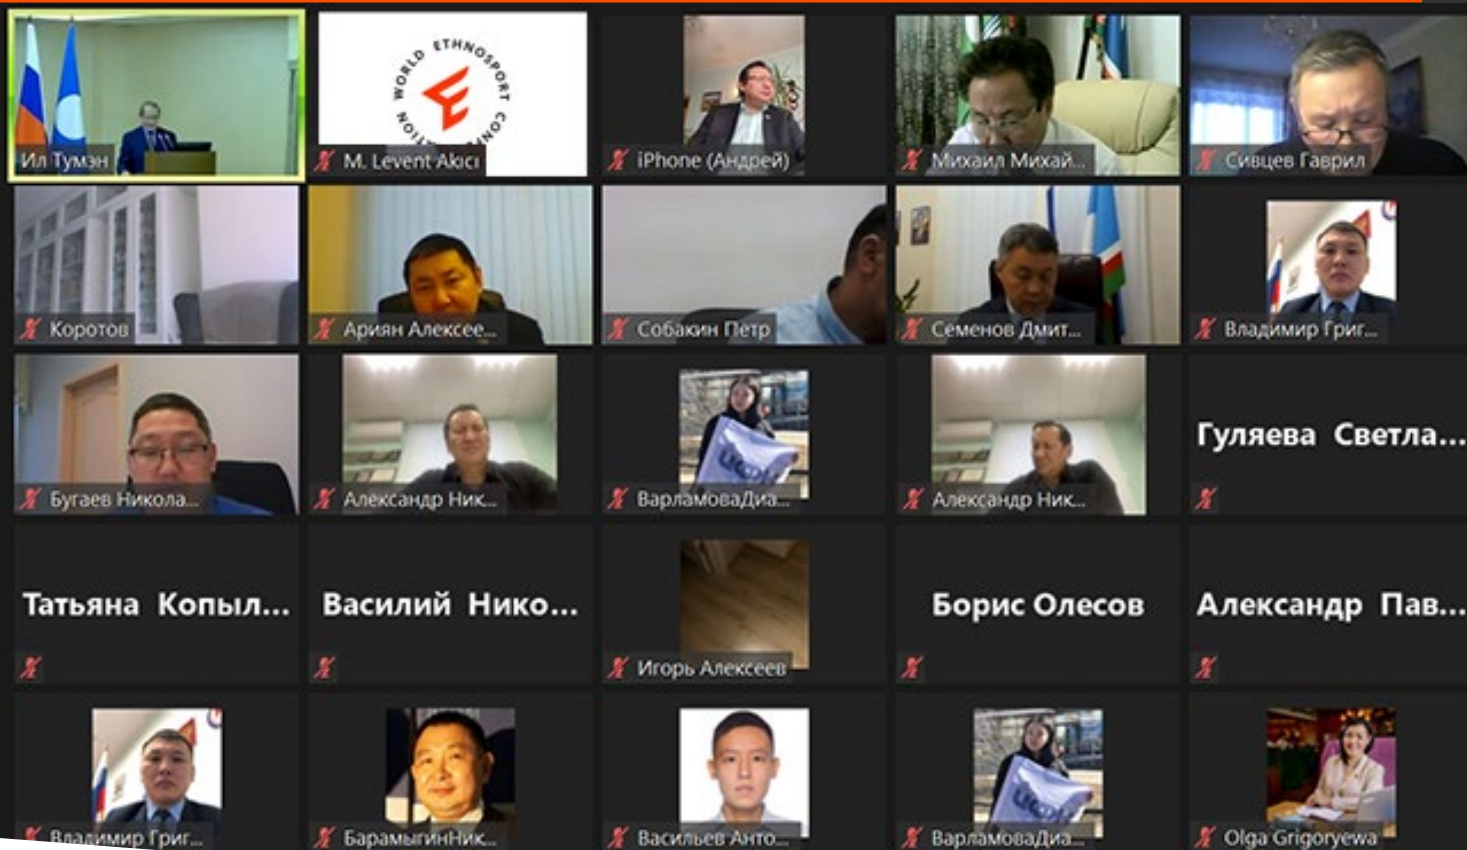 Ил Тумэн
WORLD ETHNOSPORT
M. Levent Akıcı
iPhone (Андрей)
Михаил Михай...
Сивцев Гаврил
Коротов
Ариян Алексее...
Собакин Петр
Семенов Дмит...
Владимир Григ...
Бугаев Никола...
Александр Ник...
ВарламоваДиа...
Александр Ник...
Гуляева Светла...
Татьяна Копыл...
Василий Нико...
Игорь Алексеев
Борис Олесов
Александр Пав...
Владимир Григ...
БарамыгинНик...
Васильев Анто...
ВарламоваДиа...
Olga Grigoryewa